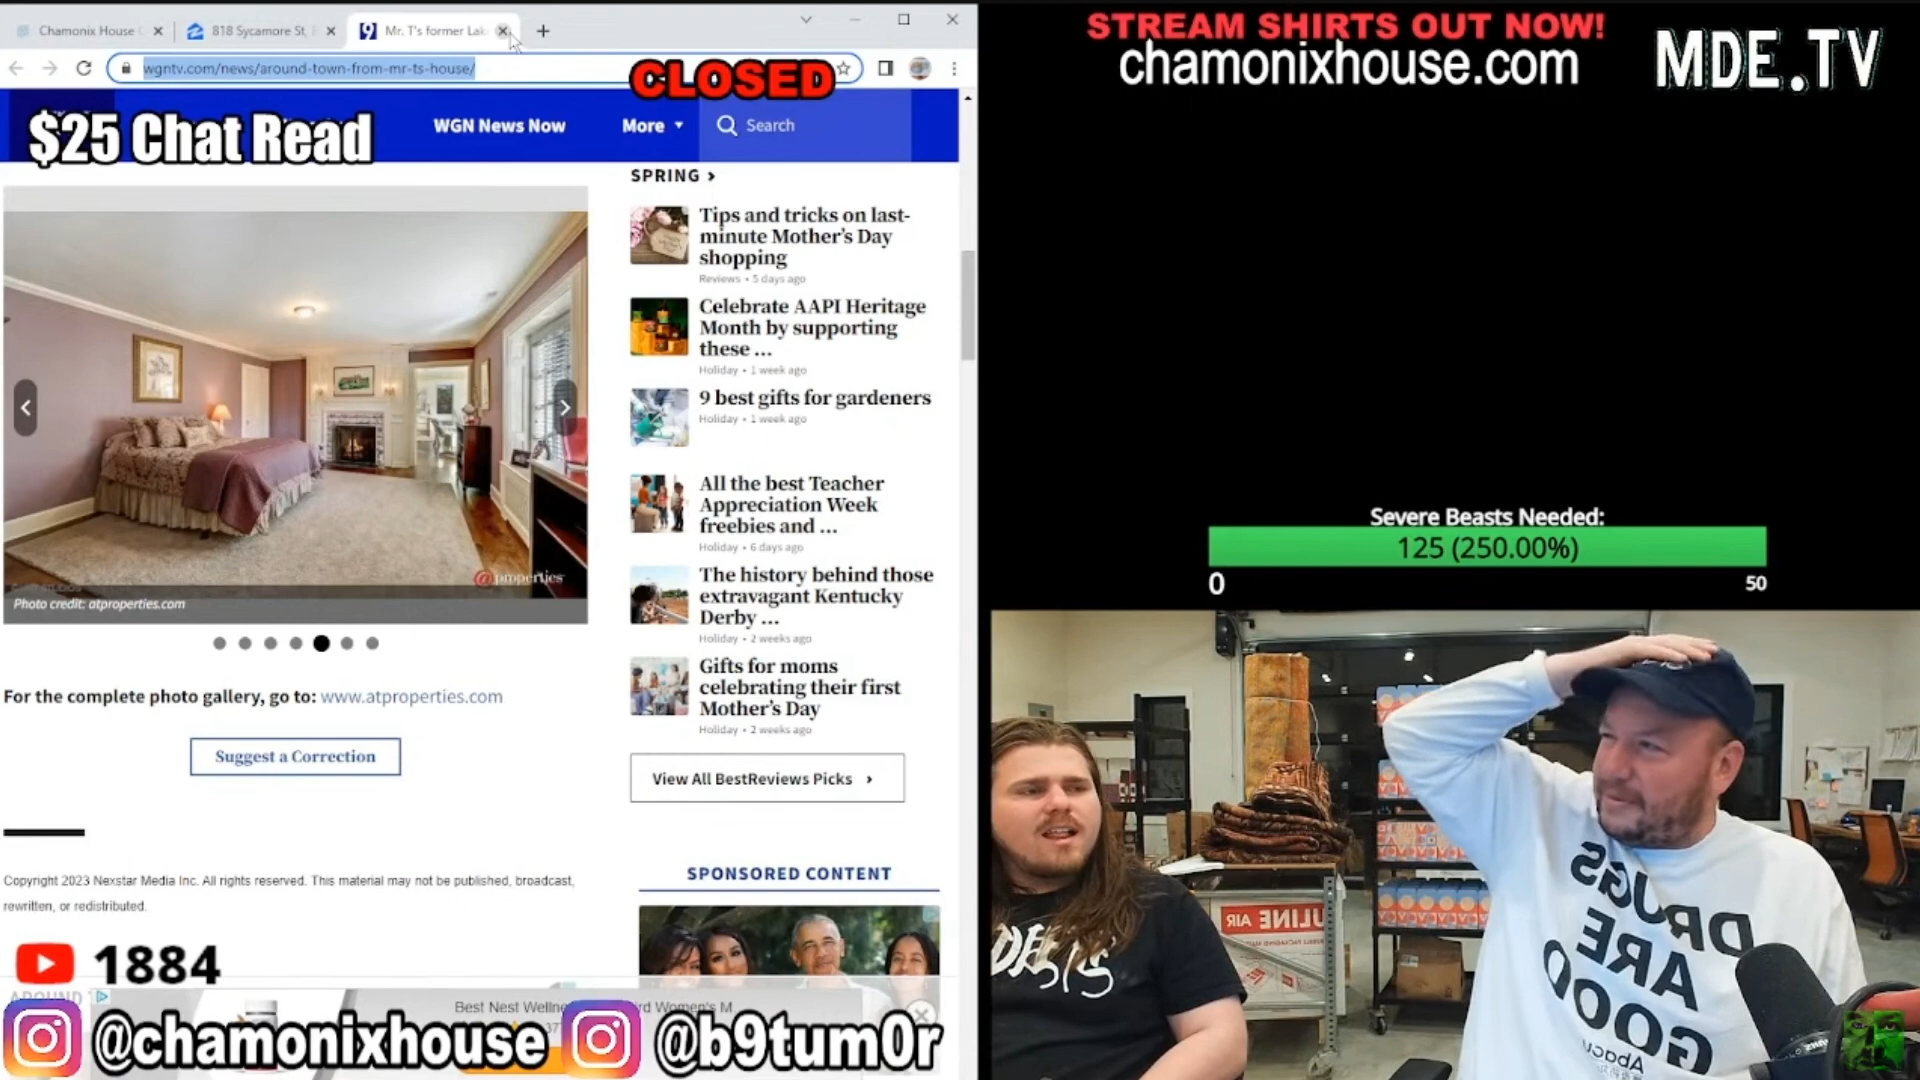 Chamonix House
818 Sycamore St,
Mr. T's former Lak
wgntv.com/news/around-town-from-mr-ts-house/
CLOSED
$25 Chat Read
WGN News Now
More
Search
SPRING >
Tips and tricks on last-
minute Mother's Day
shopping
Reviews • 5 days ago
Celebrate AAPI Heritage
Month by supporting
these ...
Holiday • 1 week ago
9 best gifts for gardeners
Holiday • 1 week ago
All the best Teacher
Appreciation Week
freebies and ...
Holiday • 6 days ago
The history behind those
extravagant Kentucky
Derby ...
Holiday • 2 weeks ago
Gifts for moms
celebrating their first
Mother's Day
Holiday • 2 weeks ago
View All BestReviews Picks >
@properties
Photo credit: atproperties.com
For the complete photo gallery, go to: www.atproperties.com
Suggest a Correction
Copyright 2023 Nexstar Media Inc. All rights reserved. This material may not be published, broadcast,
rewritten, or redistributed.
SPONSORED CONTENT
1884
Best Nest Wellne
rd Women's M
@chamonixhouse
@b9tum0r
STREAM SHIRTS OUT NOW!
chamonixhouse.com
MDE.TV
Severe Beasts Needed:
125 (250.00%)
0
50
ULINE AIR
DRUGS
ARE
GOOD